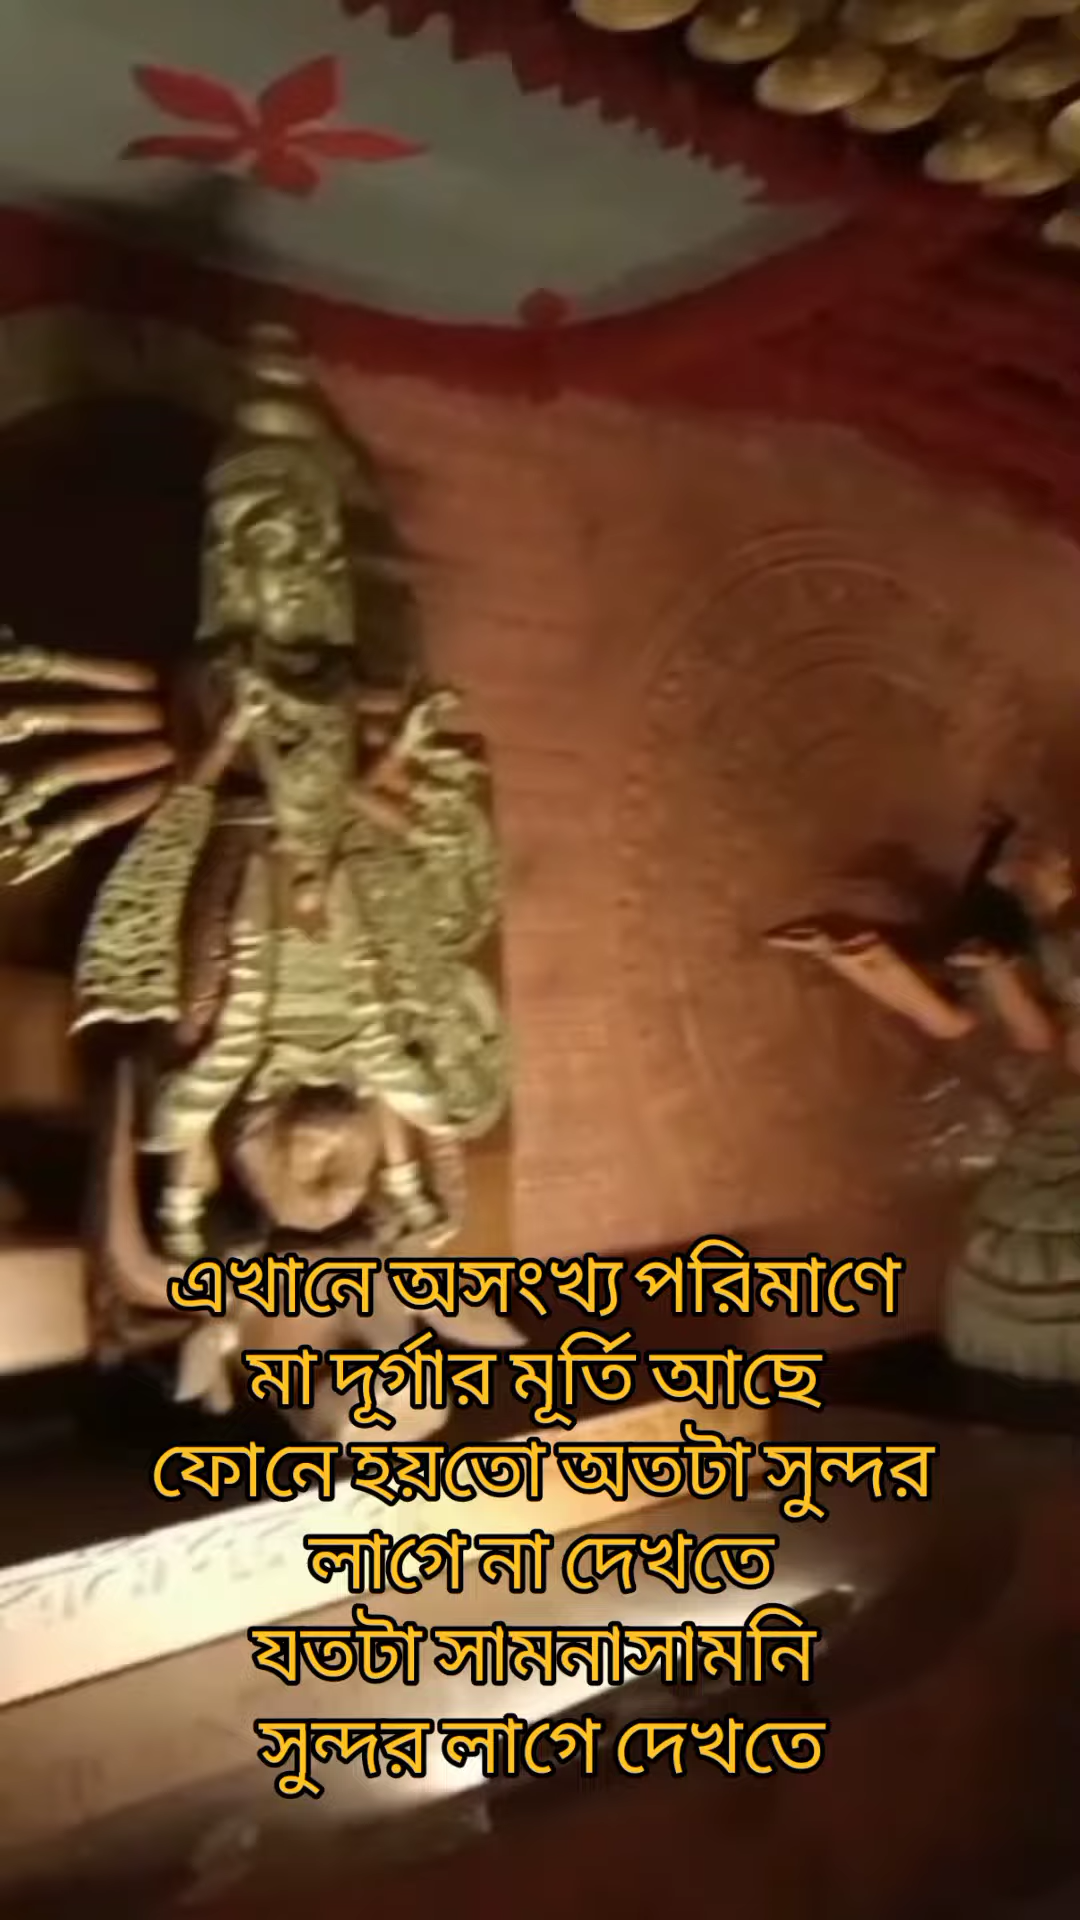 এখানে অসংখ্য পরিমাণে
মা দূর্গার মূর্তি আছে
ফোনে হয়তো অতটা সুন্দর
লাগে না দেখতে
যতটা সামনাসামনি
সুন্দর লাগে দেখতে